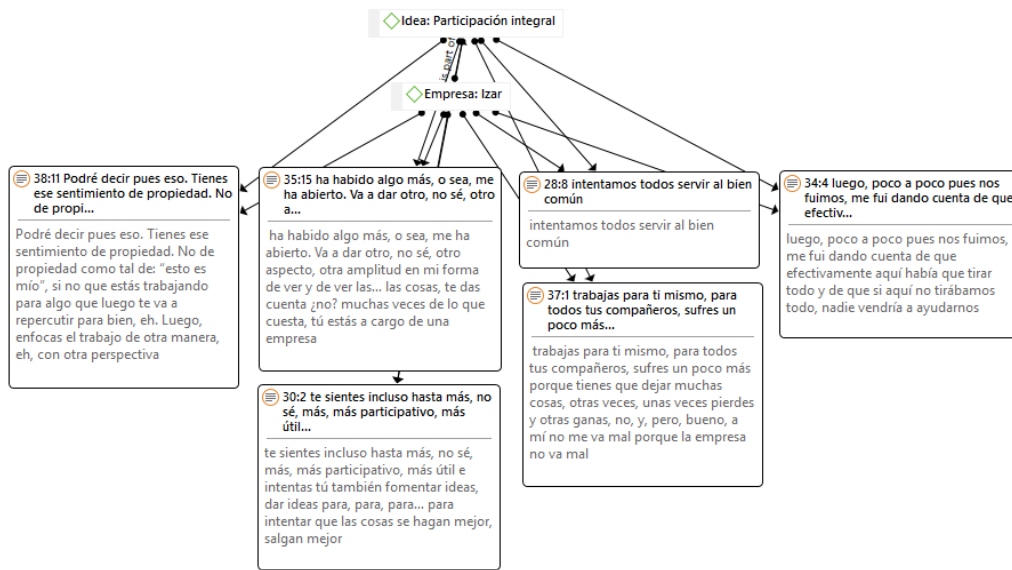 Idea: Participación integral
is part of
Empresa: Izar
38:11 Podré decir pues eso. Tienes
ese sentimiento de propiedad. No
de propi...
Podré decir pues eso. Tienes ese
sentimiento de propiedad. No de
propiedad como tal de: “esto es
mío”, si no que estás trabajando
para algo que luego te va a
repercutir para bien, eh. Luego,
enfocas el trabajo de otra manera,
eh, con otra perspectiva
35:15 ha habido algo más, o sea, me
ha abierto. Va a dar otro, no sé, otro
a...
ha habido algo más, o sea, me ha
abierto. Va a dar otro, no sé, otro
aspecto, otra amplitud en mi forma
de ver y de ver las... las cosas, te das
cuenta ¿no? muchas veces de lo que
cuesta, tú estás a cargo de una
empresa
28:8 intentamos todos servir al bien
común
intentamos todos servir al bien
común
34:4 luego, poco a poco pues nos
fuimos, me fui dando cuenta de que
efectiv...
luego, poco a poco pues nos fuimos,
me fui dando cuenta de que
efectivamente aquí había que tirar
todo y de que si aquí no tirábamos
todo, nadie vendría a ayudarnos
37:1 trabajas para ti mismo, para
todos tus compañeros, sufres un
poco más...
trabajas para ti mismo, para todos
tus compañeros, sufres un poco más
porque tienes que dejar muchas
cosas, otras veces, unas veces pierdes
y otras ganas, no, y, pero, bueno, a
mí no me va mal porque la empresa
no va mal
30:2 te sientes incluso hasta más, no
sé, más, más participativo, más
útil...
te sientes incluso hasta más, no sé,
más, más participativo, más útil e
intentas tú también fomentar ideas,
dar ideas para, para, para... para
intentar que las cosas se hagan mejor,
salgan mejor